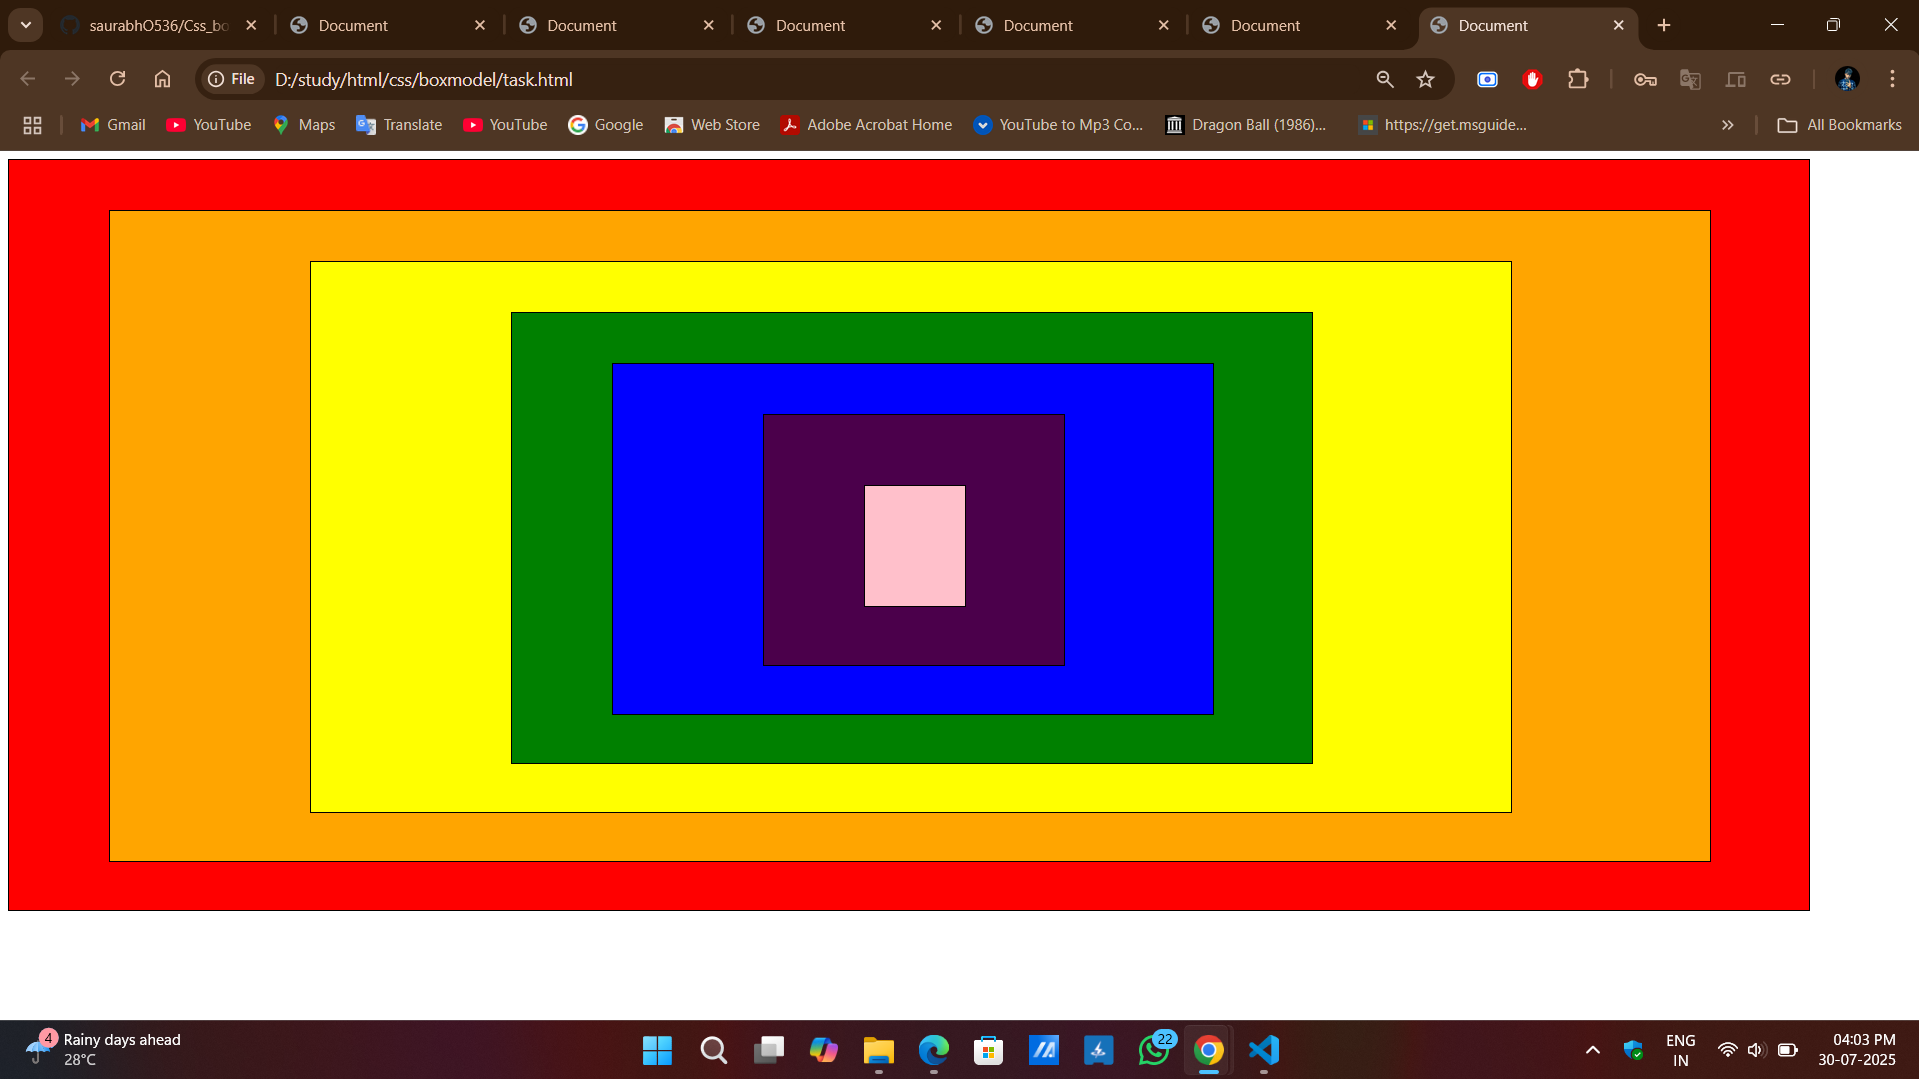 saurabhO536/Css_bo
Document
Document
Document
Document
Document
Document
File
D:/study/html/css/boxmodel/task.html
Gmail
YouTube
Maps
Translate
YouTube
Google
Web Store
Adobe Acrobat Home
YouTube to Mp3 Co...
Dragon Ball (1986)...
https://get.msguide...
All Bookmarks
4
Rainy days ahead
28°C
22
ENG
IN
04:03 PM
30-07-2025